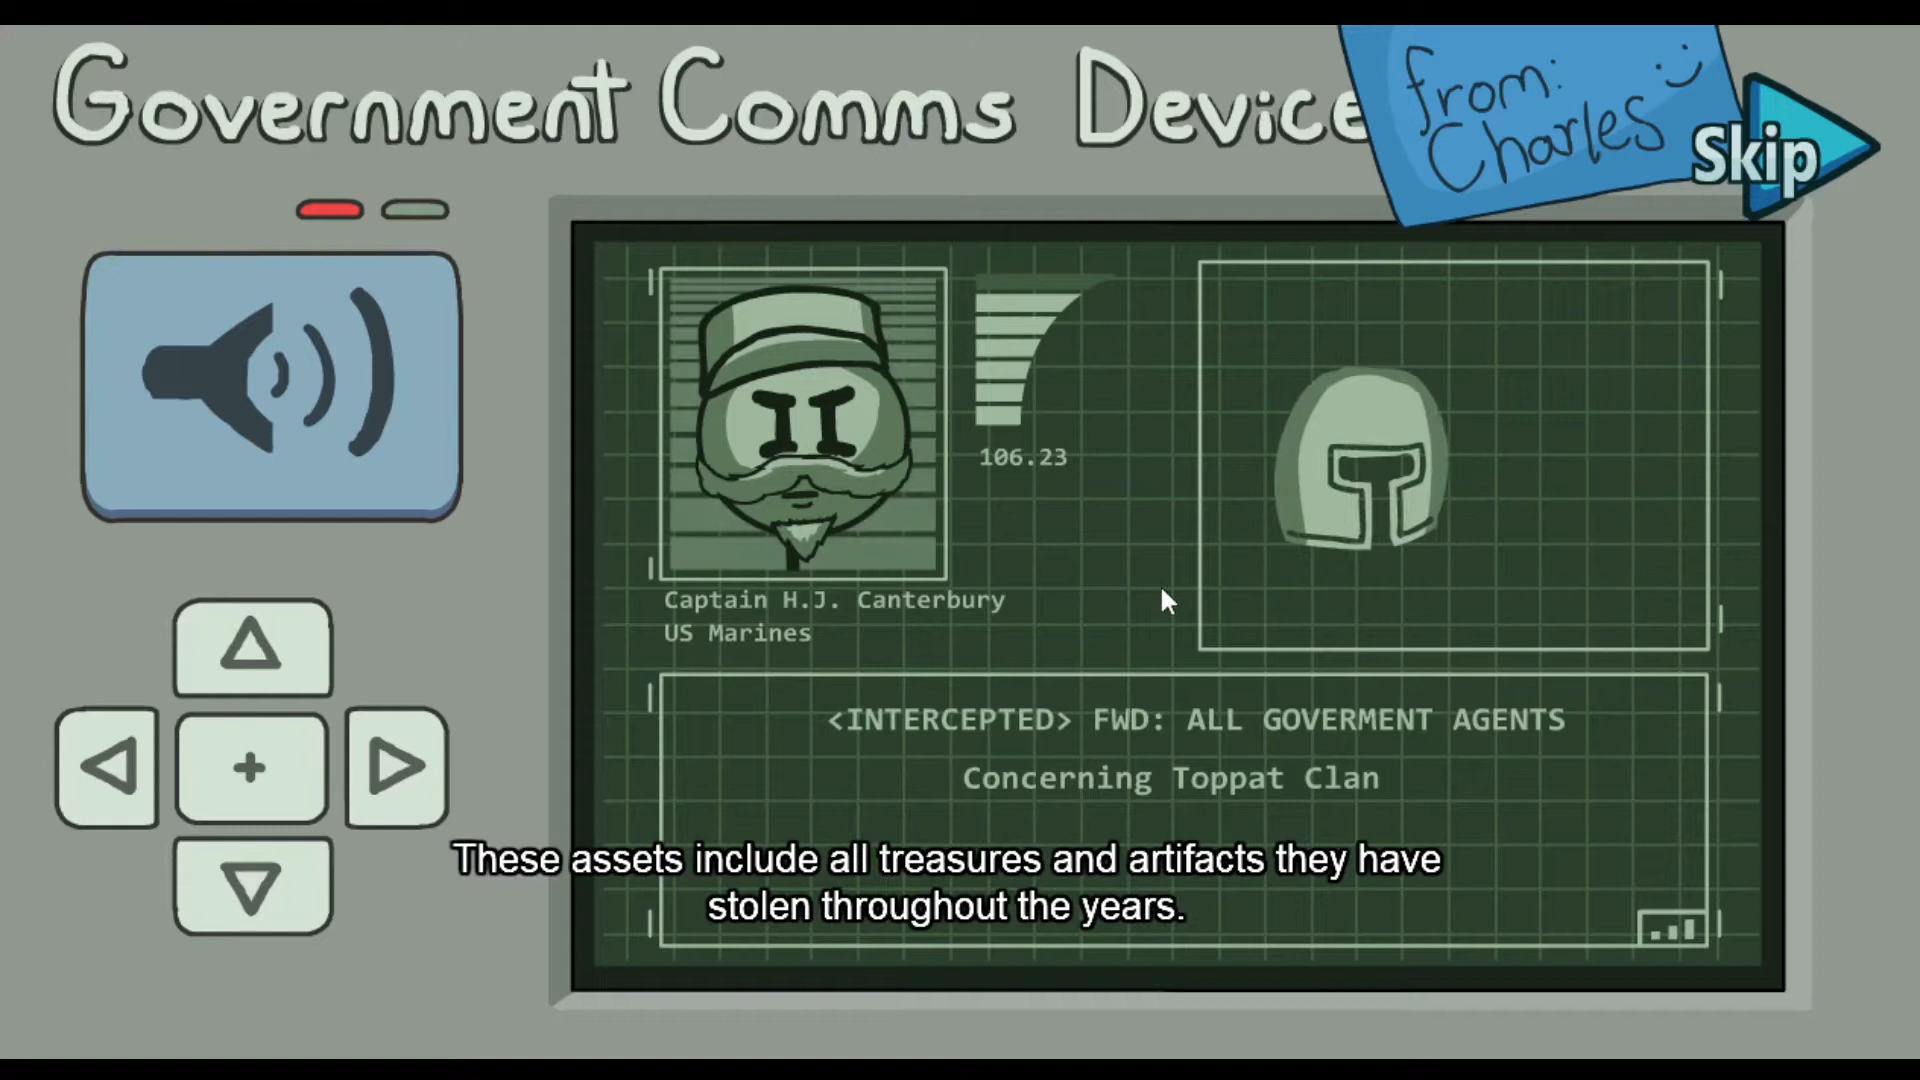 Government Comms Device
from:
Charles
Skip
106.23
Captain H.J. Canterbury
US Marines
<INTERCEPTED> FWD: ALL GOVERMENT AGENTS
Concerning Toppat Clan
These assets include all treasures and artifacts they have
stolen throughout the years.